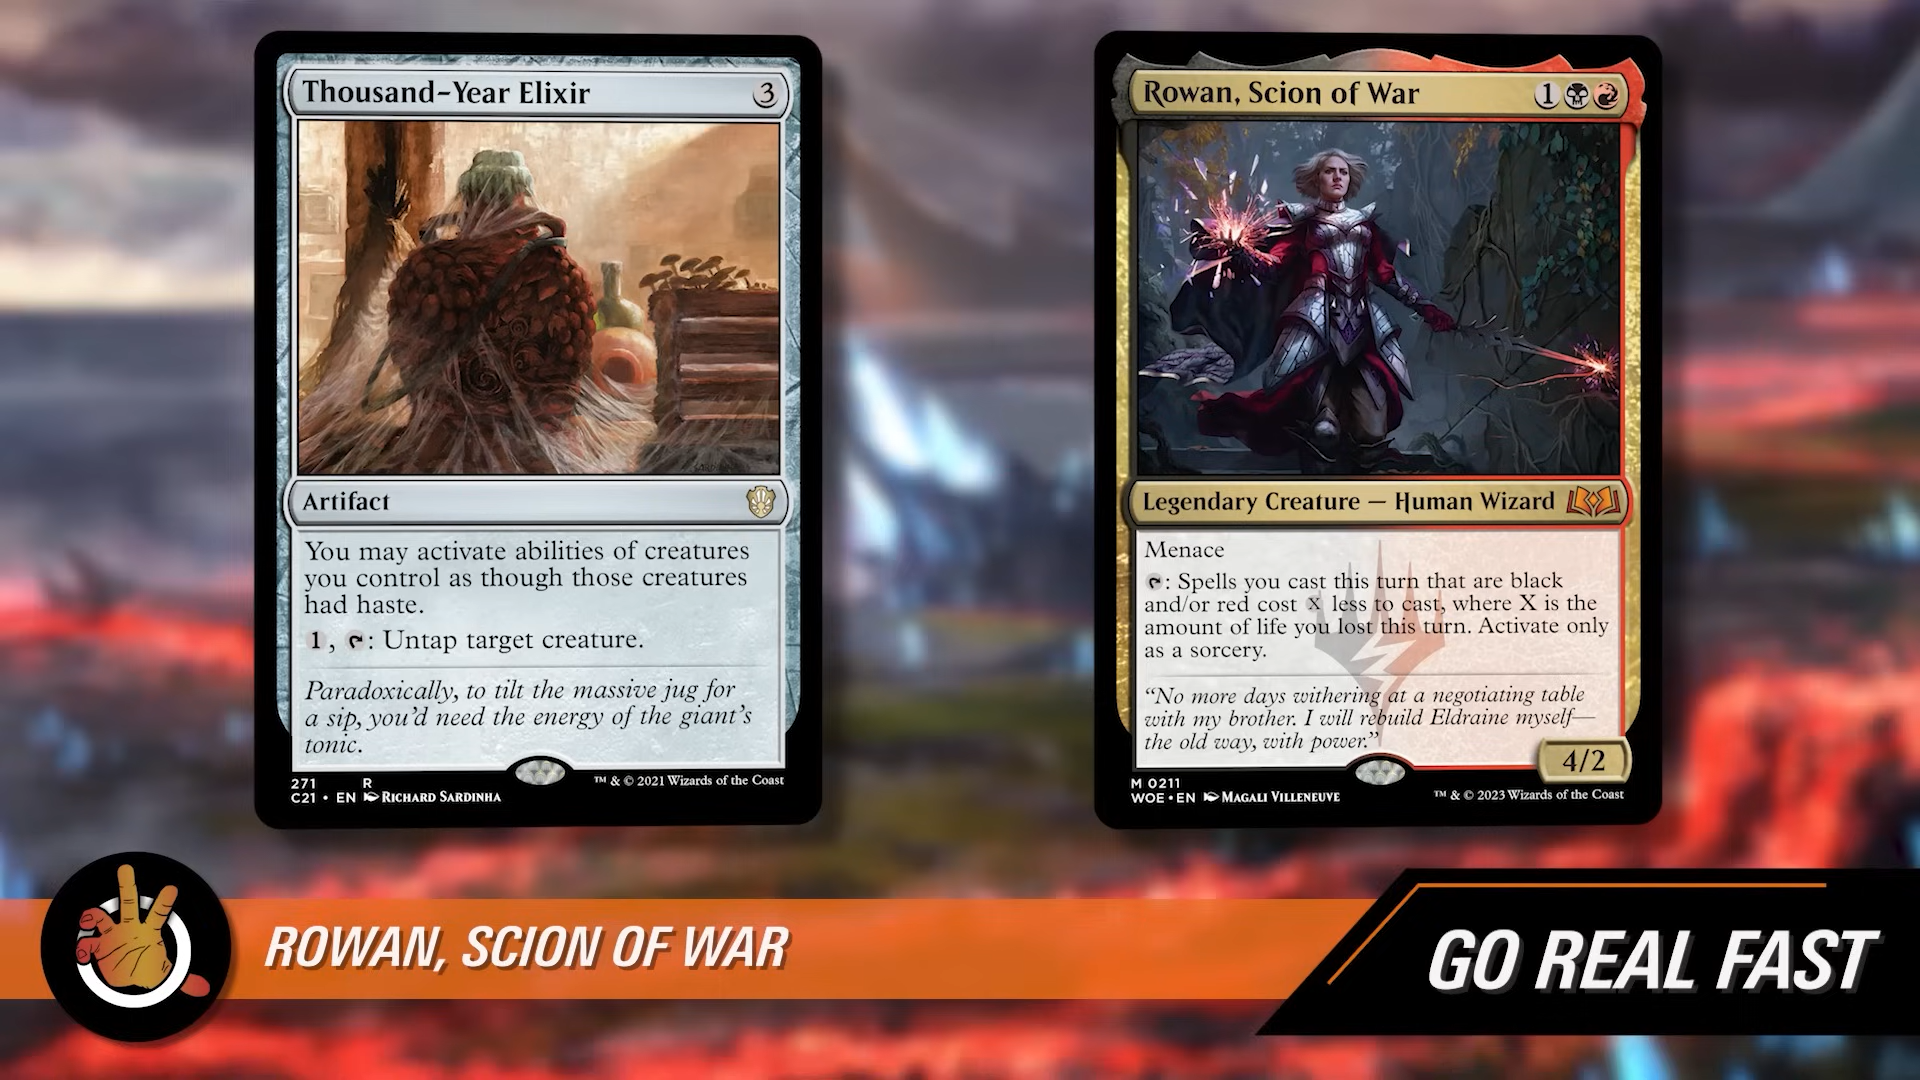 Thousand-Year Elixir 3
Artifact
You may activate abilities of creatures
you control as though those creatures
had haste.
1, : Untap target creature.
Paradoxically, to tilt the massive jug for
a sip, you'd need the energy of the giant's
tonic.
271 R
C21 • EN RICHARD SARDINHA
™ & © 2021 Wizards of the Coast
Rowan, Scion of War 1
Legendary Creature — Human Wizard
Menace
: Spells you cast this turn that are black
and/or red cost X less to cast, where X is the
amount of life you lost this turn. Activate only
as a sorcery.
"No more days withering at a negotiating table
with my brother. I will rebuild Eldraine myself—
the old way, with power."
4/2
M 0211
WOE • EN MAGALI VILLENEUVE
™ & © 2023 Wizards of the Coast
ROWAN, SCION OF WAR
GO REAL FAST